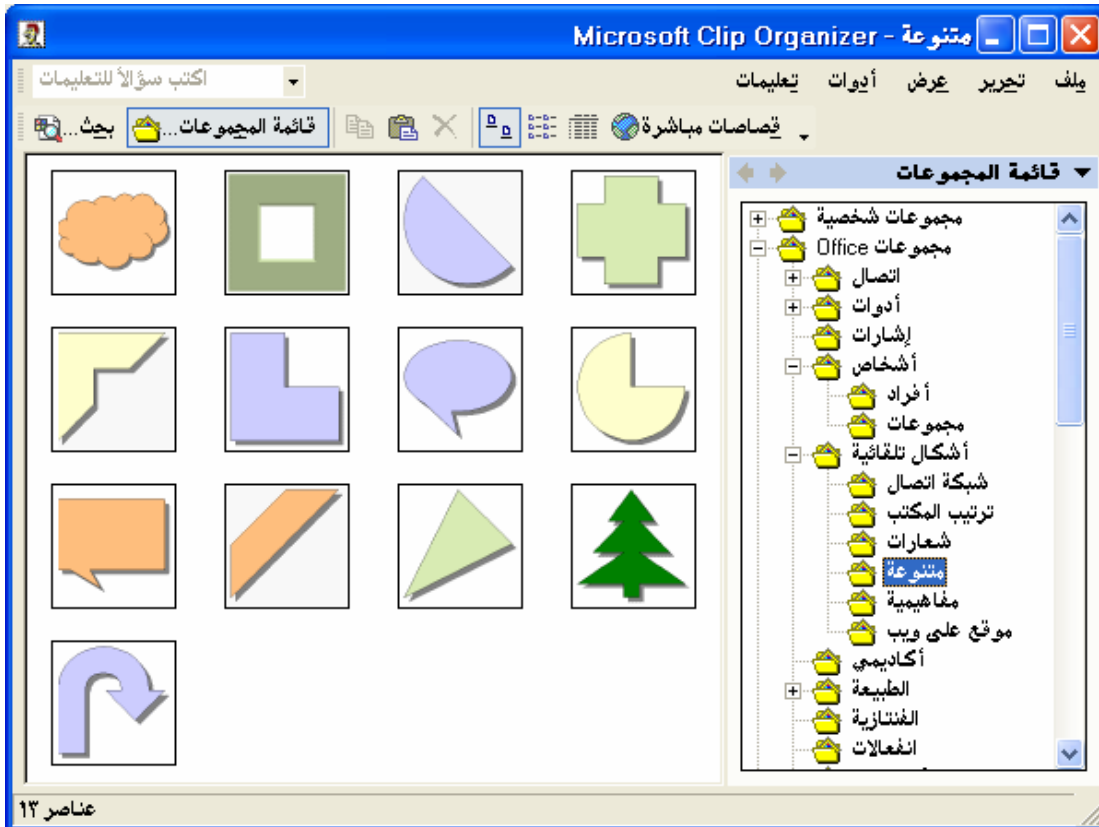 متنوعة - Microsoft Clip Organizer
ملف تحرير عرض أدوات تعليمات اكتب سؤالاً للتعليمات
قصاصات مباشرة قائمة المجموعات... بحث...
قائمة المجموعات
مجموعات شخصية
مجموعات Office
اتصال
أدوات
إشارات
أشخاص
أفراد
مجموعات
أشكال تلقائية
شبكة اتصال
ترتيب المكتب
شعارات
متنوعة
مفاهيمية
موقع على ويب
أكاديمي
الطبيعة
الفنتازية
انفعالات
عناصر ١٣